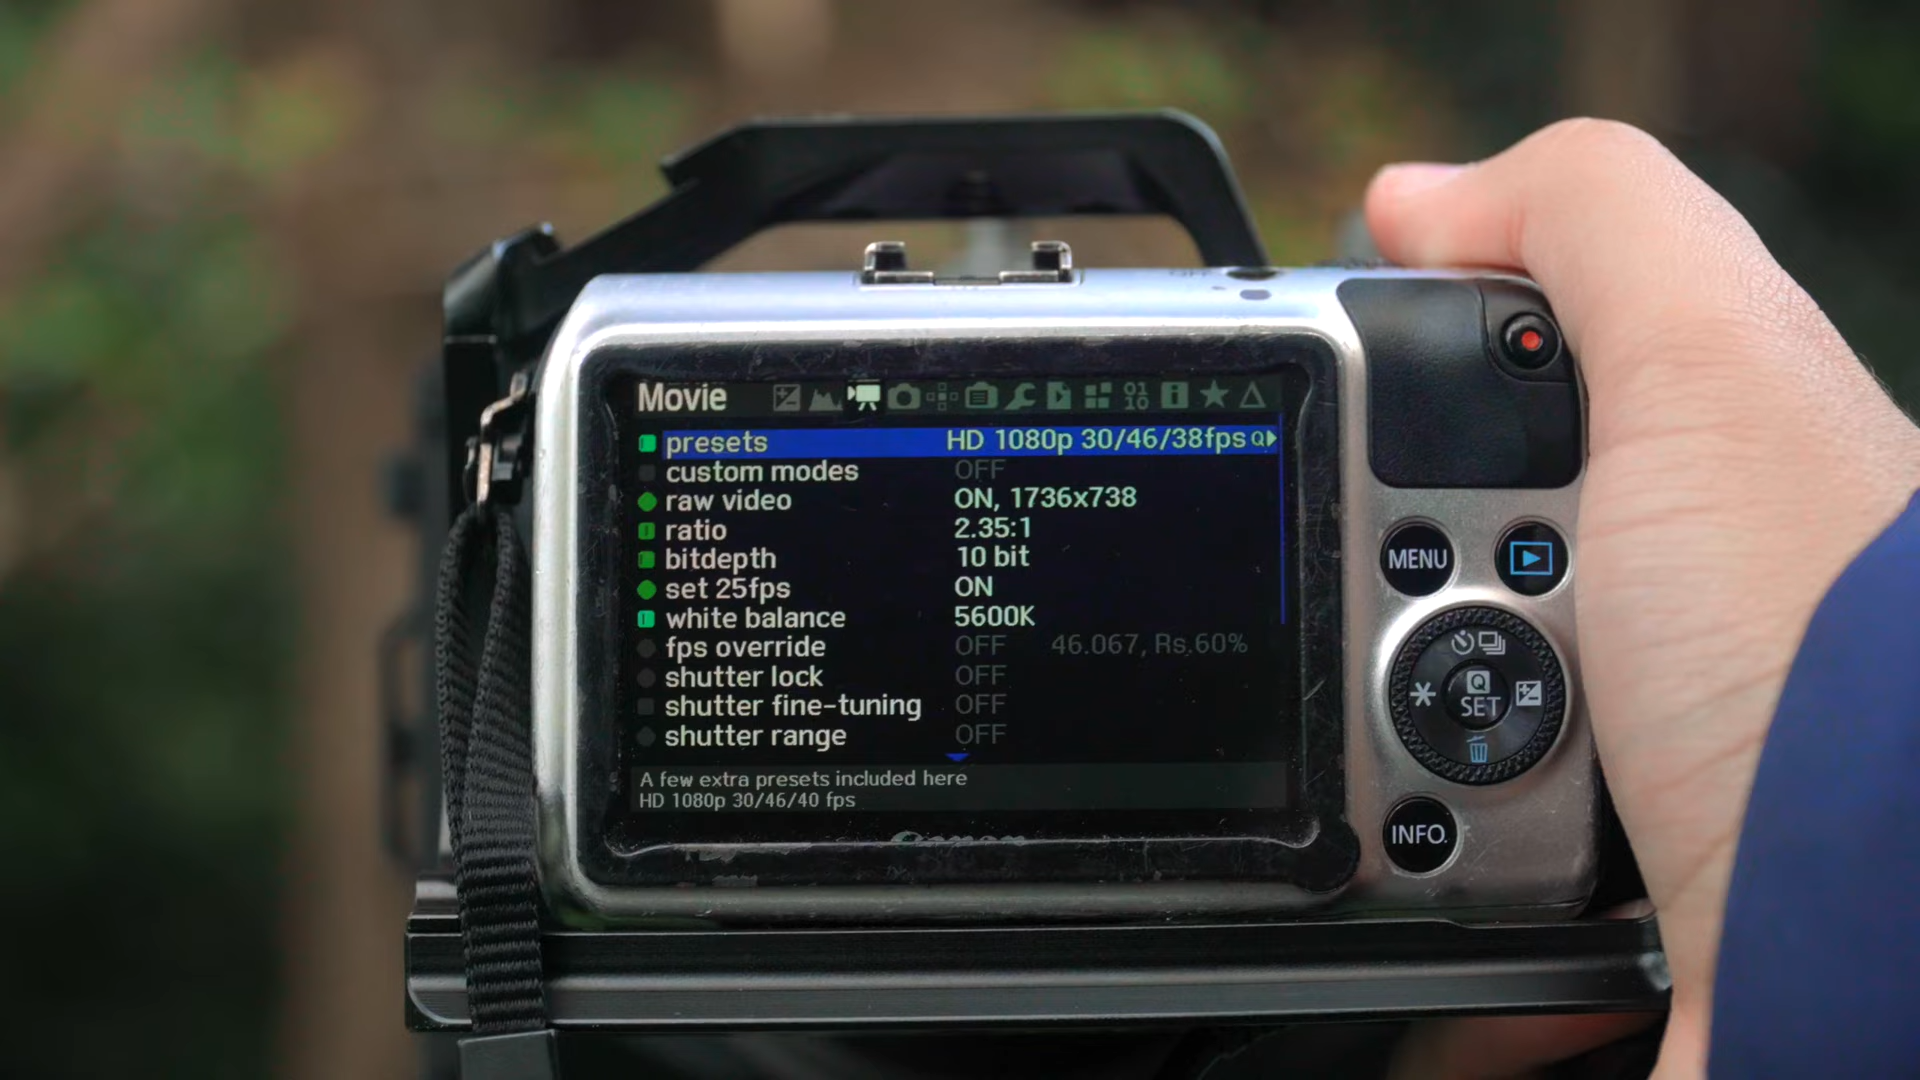 Movie
presets HD 1080p 30/46/38fps Q
custom modes OFF
raw video ON, 1736x738
ratio 2.35:1
bitdepth 10 bit
set 25fps ON
white balance 5600K
fps override OFF 46.067, Rs.60%
shutter lock OFF
shutter fine-tuning OFF
shutter range OFF
A few extra presets included here
HD 1080p 30/46/40 fps
Canon
MENU
Q
SET
INFO.